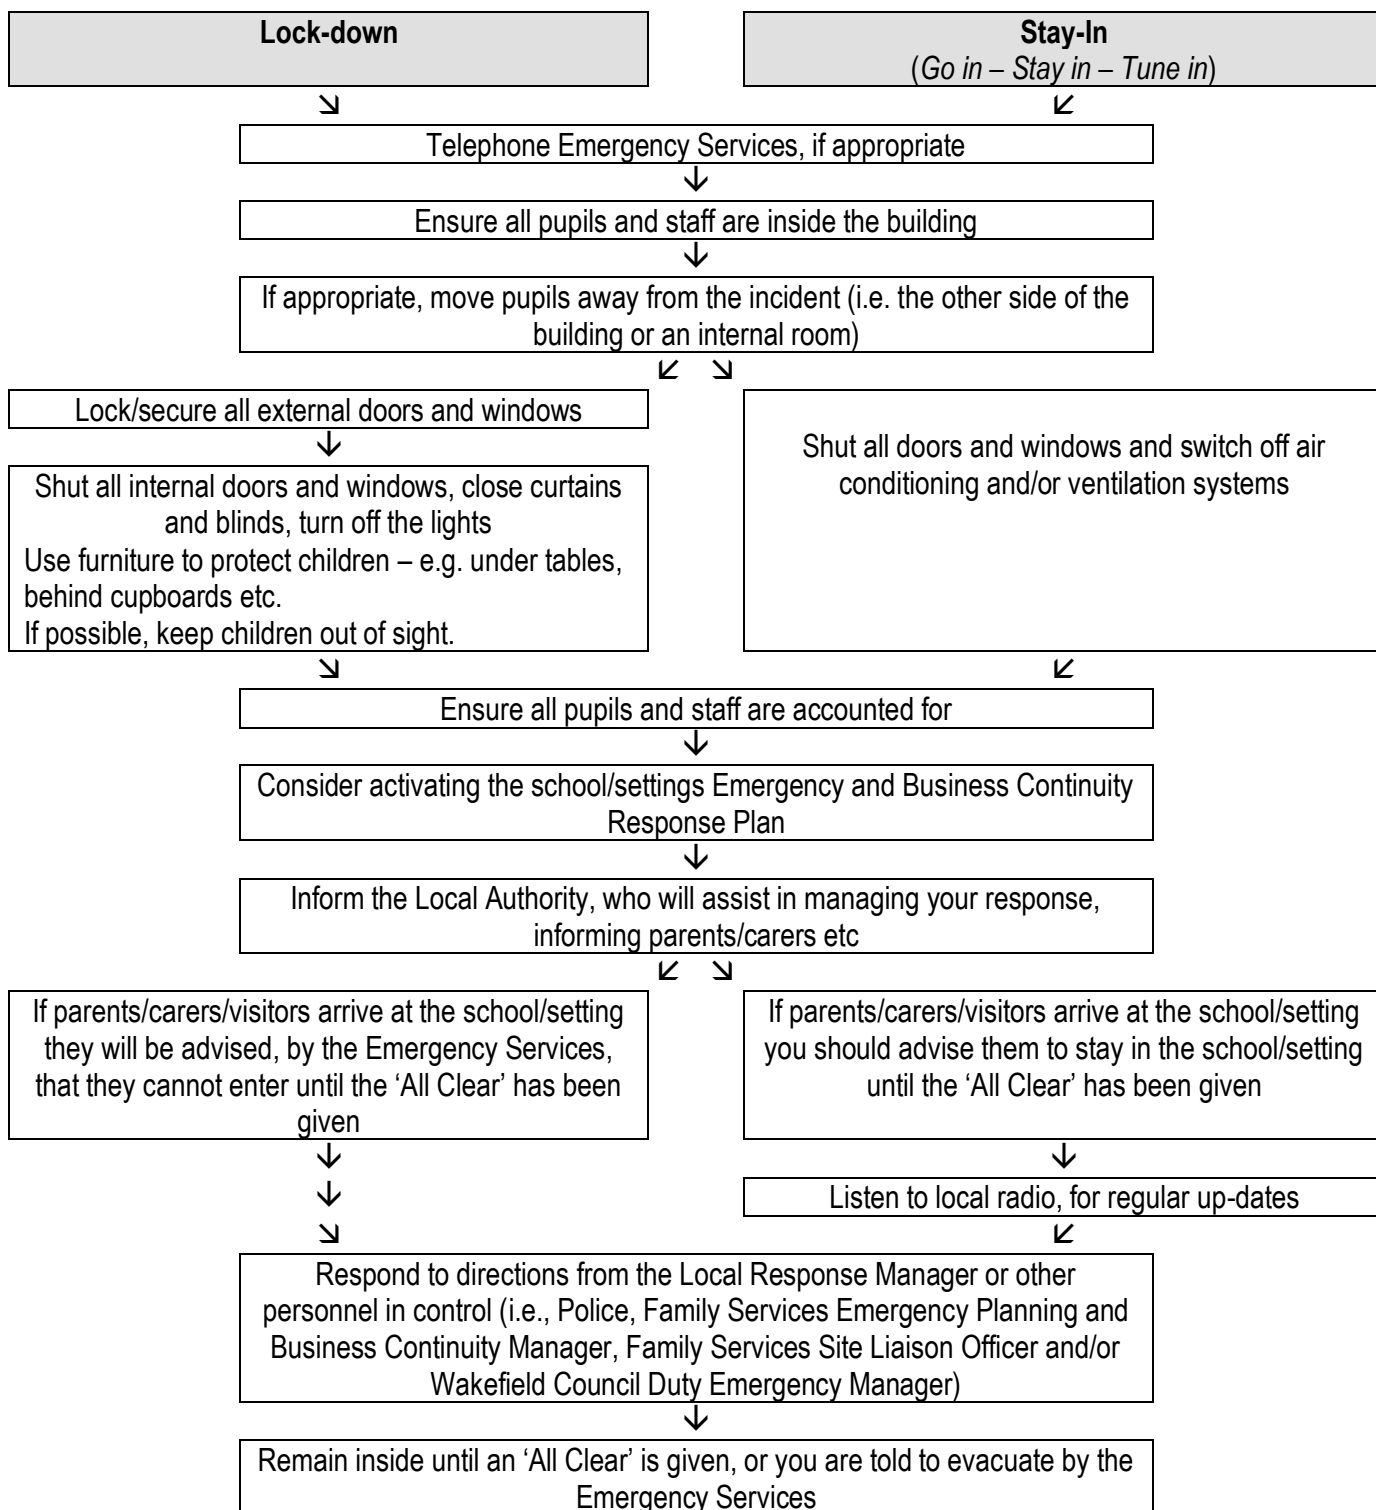 Lock-down
Stay-In
(Go in – Stay in – Tune in)
Telephone Emergency Services, if appropriate
Ensure all pupils and staff are inside the building
If appropriate, move pupils away from the incident (i.e. the other side of the
building or an internal room)
Lock/secure all external doors and windows
Shut all internal doors and windows, close curtains
and blinds, turn off the lights
Use furniture to protect children – e.g. under tables,
behind cupboards etc.
If possible, keep children out of sight.
Shut all doors and windows and switch off air
conditioning and/or ventilation systems
Ensure all pupils and staff are accounted for
Consider activating the school/settings Emergency and Business Continuity
Response Plan
Inform the Local Authority, who will assist in managing your response,
informing parents/carers etc
If parents/carers/visitors arrive at the school/setting
they will be advised, by the Emergency Services,
that they cannot enter until the ‘All Clear’ has been
given
If parents/carers/visitors arrive at the school/setting
you should advise them to stay in the school/setting
until the ‘All Clear’ has been given
Listen to local radio, for regular up-dates
Respond to directions from the Local Response Manager or other
personnel in control (i.e., Police, Family Services Emergency Planning and
Business Continuity Manager, Family Services Site Liaison Officer and/or
Wakefield Council Duty Emergency Manager)
Remain inside until an ‘All Clear’ is given, or you are told to evacuate by the
Emergency Services